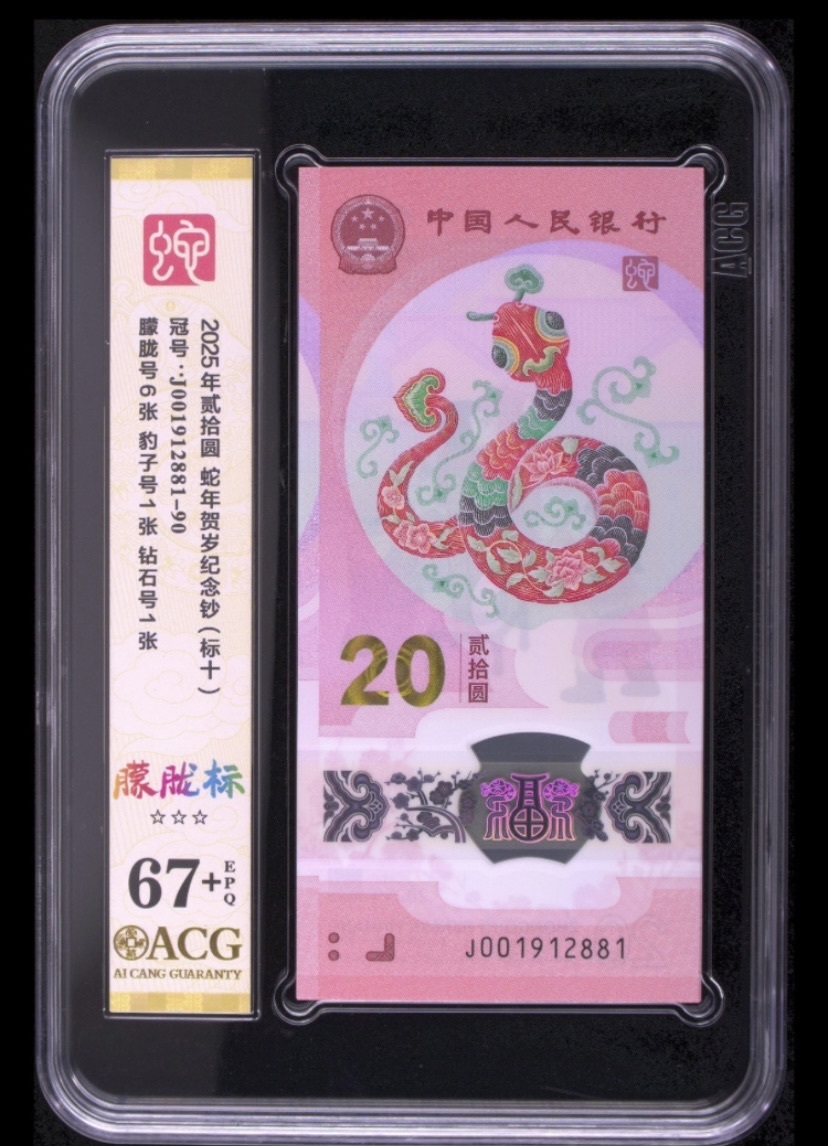 蛇
2025年贰拾圆 蛇年贺岁纪念钞(标十)
冠号:J001912881-90
朦胧号6张 豹子号1张 钻石号1张
朦胧标
☆☆☆
67+EPQ
ACG
AI CANG GUARANTY
中国人民银行
蛇
20
贰拾圆
福
J001912881
ACG